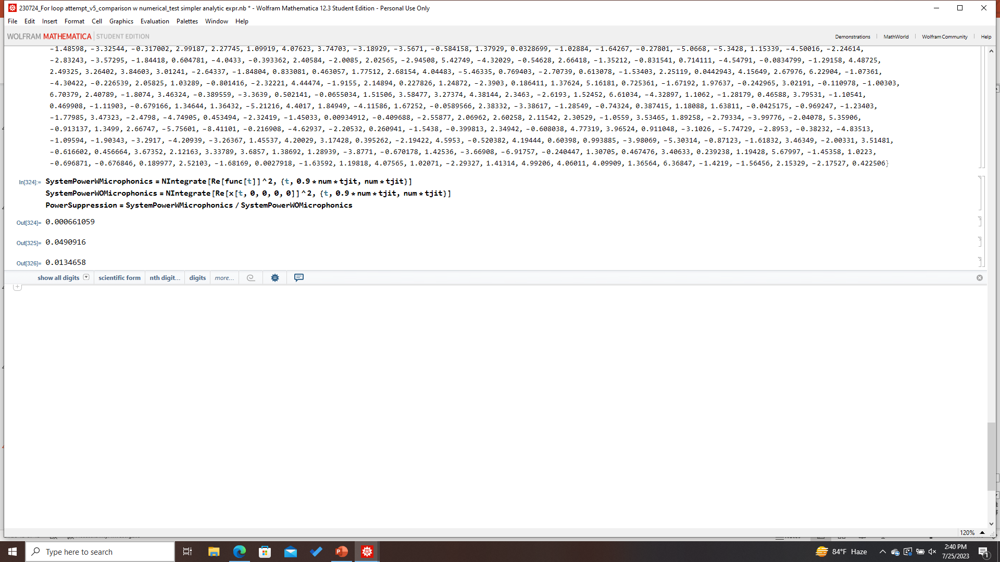 230724_For loop attempt_v5_comparison w numerical_test simpler analytic expr.nb * - Wolfram Mathematica 12.3 Student Edition - Personal Use Only
File Edit Insert Format Cell Graphics Evaluation Palettes Window Help
WOLFRAM MATHEMATICA STUDENT EDITION
Demonstrations MathWorld Wolfram Community Help
-1.48598, -3.32544, -0.317002, 2.99187, 2.27745, 1.09919, 4.07623, 3.74703, -3.18929, -3.5671, -0.584158, 1.37929, 0.0328699, -1.02884, -1.64267, -0.27801, -5.0668, -5.3428, 1.15339, -4.50016, -2.24614,
-2.83243, -3.57295, -1.84418, 0.604781, -4.0433, -0.393362, 2.40584, -2.0085, 2.02565, -2.94508, 5.42749, -4.32029, -0.54628, 2.66418, -1.35212, -0.831541, 0.714111, -4.54791, -0.0834799, -1.29158, 4.48725,
2.49325, 3.26402, 3.84603, 3.01241, -2.64337, -1.84804, 0.833081, 0.463057, 1.77512, 2.68154, 4.04483, -5.46335, 0.769403, -2.70739, 0.613078, -1.53403, 2.25119, 0.0442943, 4.15649, 2.67976, 6.22904, -1.07361,
-4.30422, -0.226539, 2.05825, 1.03289, -0.801416, -2.32221, 4.44474, -1.9155, 2.14894, 0.227826, 1.24872, -2.3903, 0.186411, 1.37624, 5.16181, 0.725361, -1.67192, 1.97637, -0.242965, 3.02191, -0.110978, -1.00303,
6.70379, 2.40789, -1.8074, 3.46324, -0.389559, -3.3639, 0.502141, -0.0655034, 1.51506, 3.58477, 3.27374, 4.38144, 2.3463, -2.6193, 1.52452, 6.61034, -4.32897, 1.1062, -1.28179, 0.46588, 3.79531, -1.10541,
0.469908, -1.11903, -0.679166, 1.34644, 1.36432, -5.21216, 4.4017, 1.84949, -4.11586, 1.67252, -0.0589566, 2.38332, -3.38617, -1.28549, -0.74324, 0.387415, 1.18088, 1.63811, -0.0425175, -0.969247, -1.23403,
-1.77985, 3.47323, -2.4798, -4.74905, 0.453494, -2.32419, -1.45033, 0.00934912, -0.409688, -2.55877, 2.06962, 2.60258, 2.11542, 2.30529, -1.0559, 3.53465, 1.89258, -2.79334, -3.99776, -2.04078, 5.35906,
-0.913137, 1.3499, 2.66747, -5.75601, -8.41101, -0.216908, -4.62937, -2.20532, 0.260941, -1.5438, -0.399813, 2.34942, -0.608038, 4.77319, 3.96524, 0.911048, -3.1026, -5.74729, -2.8953, -0.38232, -4.83513,
-1.09594, -1.90343, -3.2917, -4.20939, -3.26367, 1.45537, 4.20029, 3.17428, 0.395262, -2.19422, 4.5953, -0.520382, 4.19444, 0.60398, 0.993885, -3.98069, -5.30314, -0.87123, -1.61832, 3.46349, -2.00331, 3.51481,
-0.616602, 0.456664, 3.67352, 2.12163, 3.33789, 3.6857, 1.38692, 1.28939, -3.8771, -0.670178, 1.42536, -3.66908, -6.91757, -0.240447, 1.30705, 0.467476, 3.40633, 0.239238, 1.19428, 5.67997, -1.45358, 1.0223,
-0.696871, -0.676846, 0.189977, 2.52103, -1.68169, 0.0027918, -1.63592, 1.19818, 4.07565, 1.02071, -2.29327, 1.41314, 4.99206, 4.06011, 4.09909, 1.36564, 6.36847, -1.4219, -1.56456, 2.15329, -2.17527, 0.422506}
In[324]:= SystemPowerWMicrophonics = NIntegrate[Re[func[t]]^2, {t, 0.9*num*tjit, num*tjit}]
SystemPowerWOMicrophonics = NIntegrate[Re[x[t, 0, 0, 0, 0]]^2, {t, 0.9*num*tjit, num*tjit}]
PowerSuppression = SystemPowerWMicrophonics / SystemPowerWOMicrophonics
Out[324]= 0.000661059
Out[325]= 0.0490916
Out[326]= 0.0134658
show all digits scientific form nth digit... digits more...
120%
Type here to search
84°F Haze
2:40 PM
7/25/2023
1